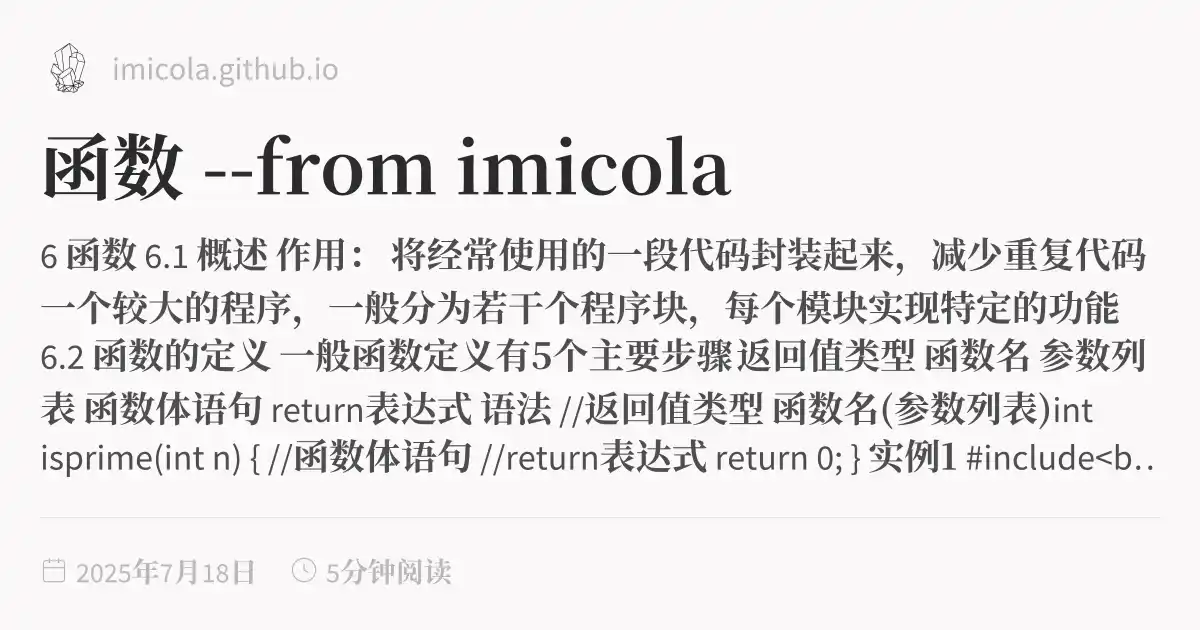 imicola.github.io
函数 --from imicola
6 函数 6.1 概述 作用： 将经常使用的一段代码封装起来，减少重复代码
一个较大的程序，一般分为若干个程序块，每个模块实现特定的功能
6.2 函数的定义 一般函数定义有5个主要步骤 返回值类型 函数名 参数列
表 函数体语句 return表达式 语法 //返回值类型 函数名(参数列表)int
isprime(int n) { //函数体语句 //return表达式 return 0; } 实例1 #include<b…
2025年7月18日 5分钟阅读